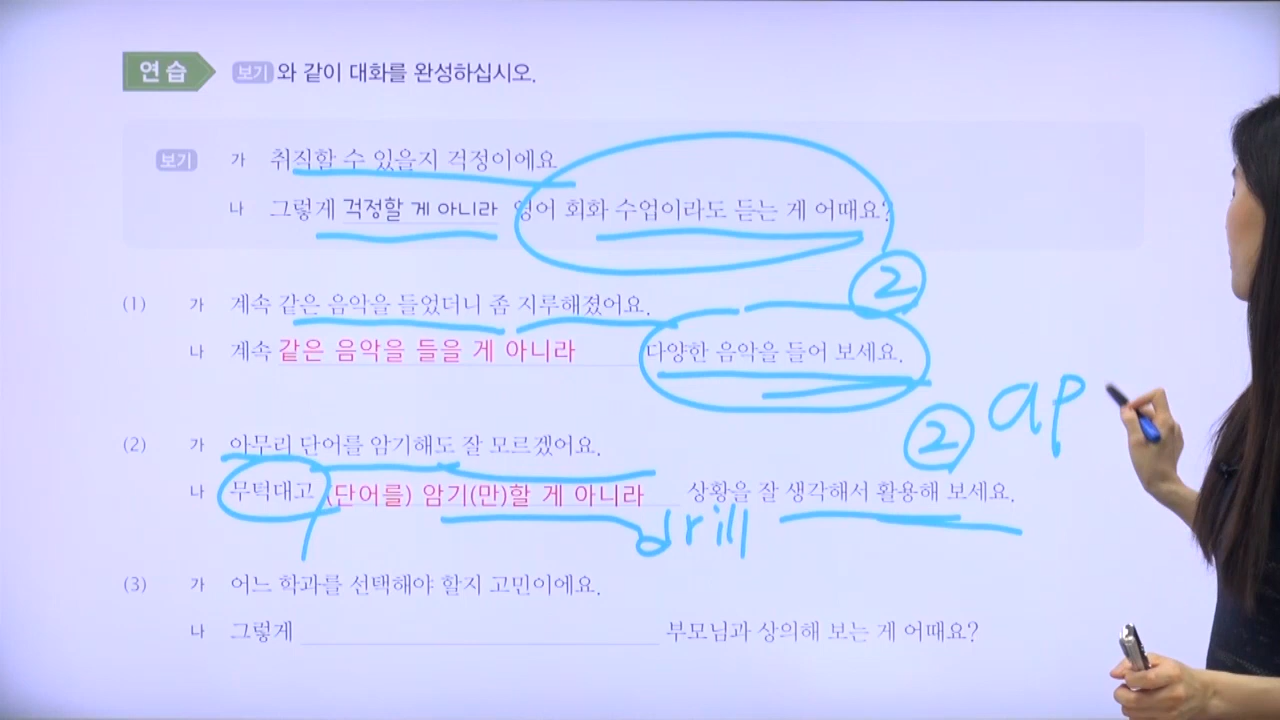 연습 보기 와 같이 대화를 완성하십시오.
보기 가 취직할 수 있을지 걱정이에요
나 그렇게 걱정할 게 아니라 영어 회화 수업이라도 듣는 게 어때요?
②
(1) 가 계속 같은 음악을 들었더니 좀 지루해졌어요.
나 계속 같은 음악을 들을 게 아니라 다양한 음악을 들어 보세요.
② ap
(2) 가 아무리 단어를 암기해도 잘 모르겠어요.
나 무턱대고 (단어를) 암기(만)할 게 아니라 상황을 잘 생각해서 활용해 보세요.
drill
(3) 가 어느 학과를 선택해야 할지 고민이에요.
나 그렇게 부모님과 상의해 보는 게 어때요?